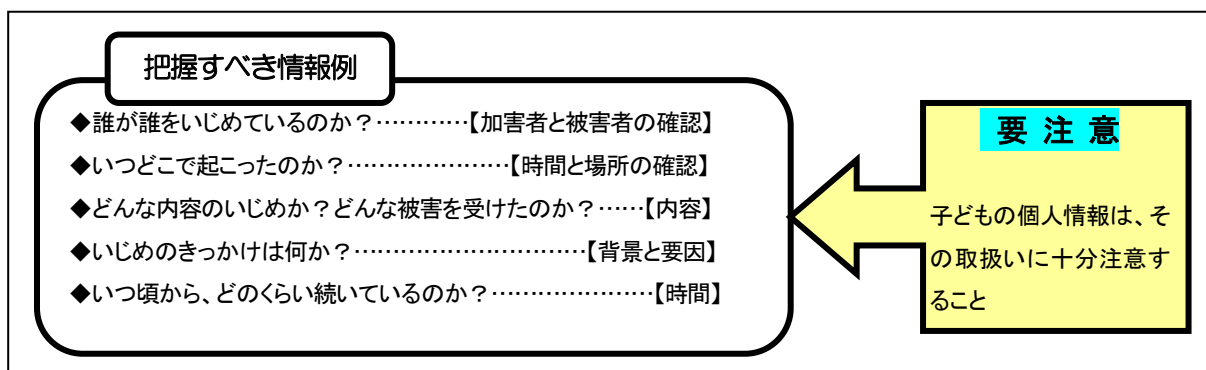 把握すべき情報例
◆誰が誰をいじめているのか？…………【加害者と被害者の確認】
◆いつどこで起こったのか？…………………【時間と場所の確認】
◆どんな内容のいじめか？どんな被害を受けたのか？……【内容】
◆いじめのきっかけは何か？…………………………【背景と要因】
◆いつ頃から、どのくらい続いているのか？…………………【時間】
要 注 意
子どもの個人情報は、そ
の取扱いに十分注意す
ること